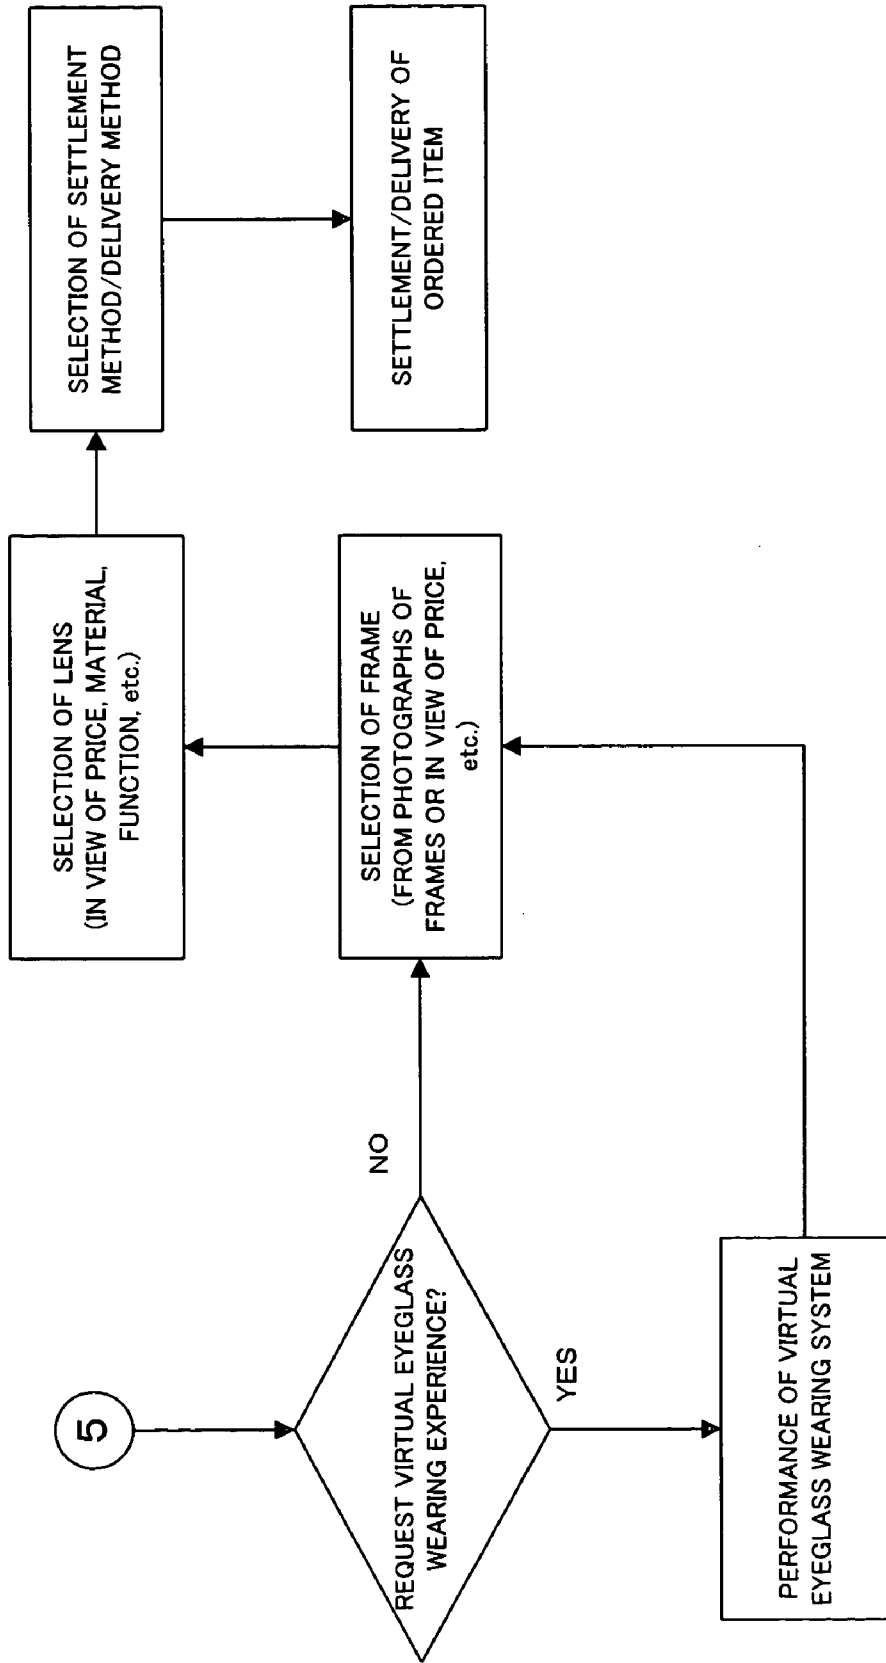 5
REQUEST VIRTUAL EYEGLASS
WEARING EXPERIENCE?
NO
YES
PERFORMANCE OF VIRTUAL
EYEGLASS WEARING SYSTEM
SELECTION OF FRAME
(FROM PHOTOGRAPHS OF
FRAMES OR IN VIEW OF PRICE,
etc.)
SELECTION OF LENS
(IN VIEW OF PRICE, MATERIAL,
FUNCTION, etc.)
SELECTION OF SETTLEMENT
METHOD/DELIVERY METHOD
SETTLEMENT/DELIVERY OF
ORDERED ITEM